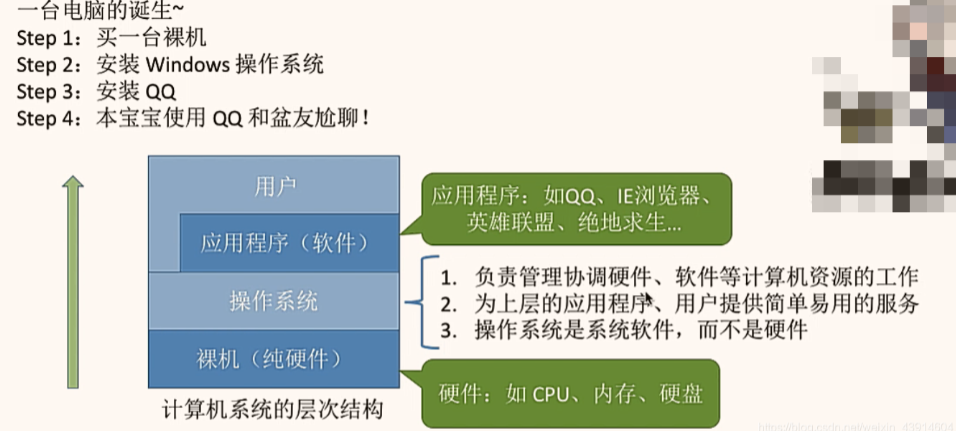 一台电脑的诞生~
Step 1：买一台裸机
Step 2：安装 Windows 操作系统
Step 3：安装 QQ
Step 4：本宝宝使用 QQ 和盆友尬聊！
用户
应用程序（软件）
操作系统
裸机（纯硬件）
计算机系统的层次结构
应用程序：如QQ、IE浏览器、
英雄联盟、绝地求生...
1. 负责管理协调硬件、软件等计算机资源的工作
2. 为上层的应用程序、用户提供简单易用的服务
3. 操作系统是系统软件，而不是硬件
硬件：如 CPU、内存、硬盘